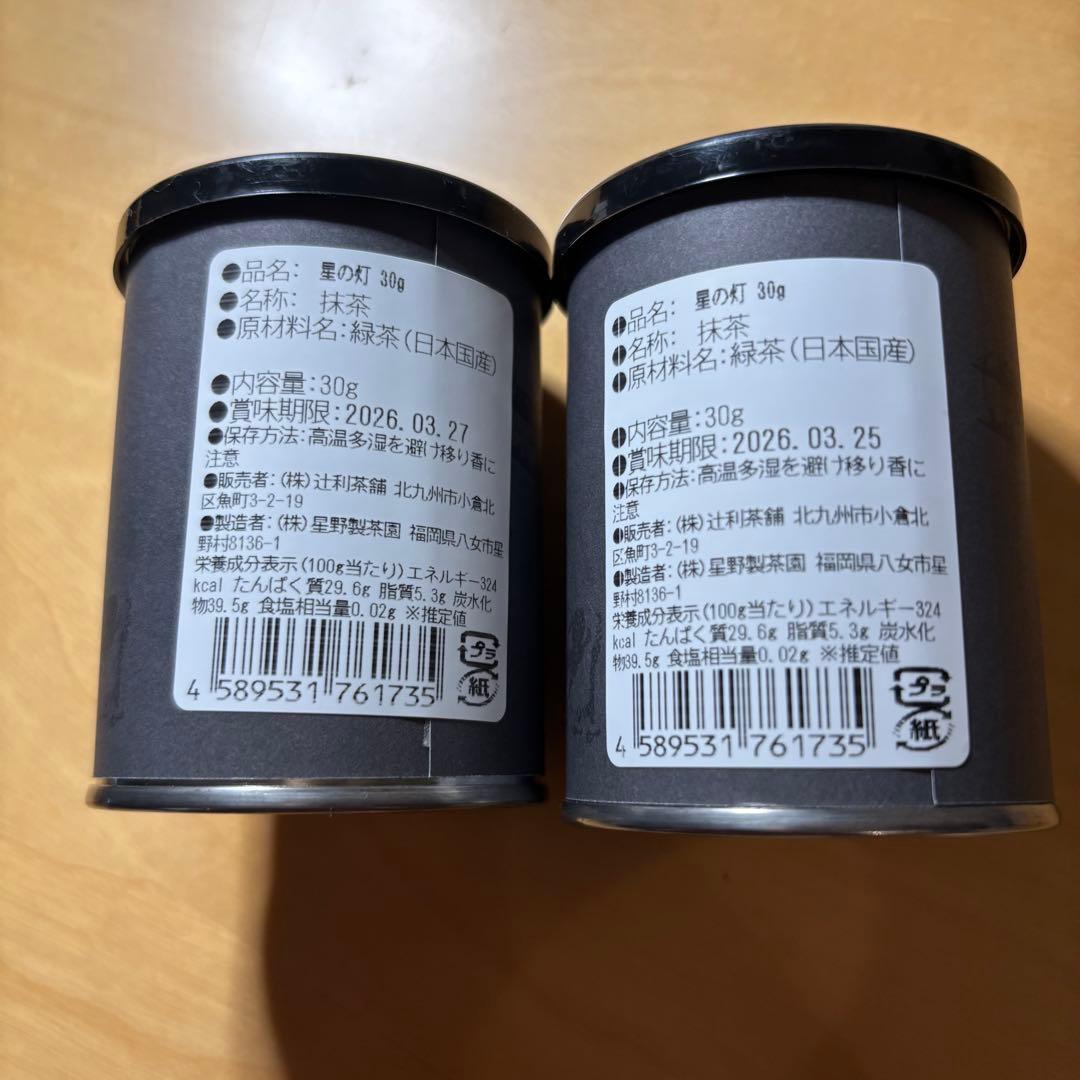 ●品名: 星の灯 30g
●名称: 抹茶
●原材料名:緑茶(日本国産)
●内容量:30g
●賞味期限:2026.03.27
●保存方法:高温多湿を避け移り香に
注意
●販売者:(株)辻利茶舗 北九州市小倉北
区魚町3-2-19
●製造者:(株)星野製茶園 福岡県八女市星
野村8136-1
栄養成分表示(100g当たり)エネルギー324
kcal たんぱく質29.6g 脂質5.3g 炭水化
物39.5g 食塩相当量0.02g ※推定値
プラ
紙
4 589531 761735
●品名: 星の灯 30g
●名称: 抹茶
●原材料名:緑茶(日本国産)
●内容量:30g
●賞味期限:2026.03.25
●保存方法:高温多湿を避け移り香に
注意
●販売者:(株)辻利茶舗 北九州市小倉北
区魚町3-2-19
●製造者:(株)星野製茶園 福岡県八女市星
野村8136-1
栄養成分表示(100g当たり)エネルギー324
kcal たんぱく質29.6g 脂質5.3g 炭水化
物39.5g 食塩相当量0.02g ※推定値
プラ
紙
4 589531 761735